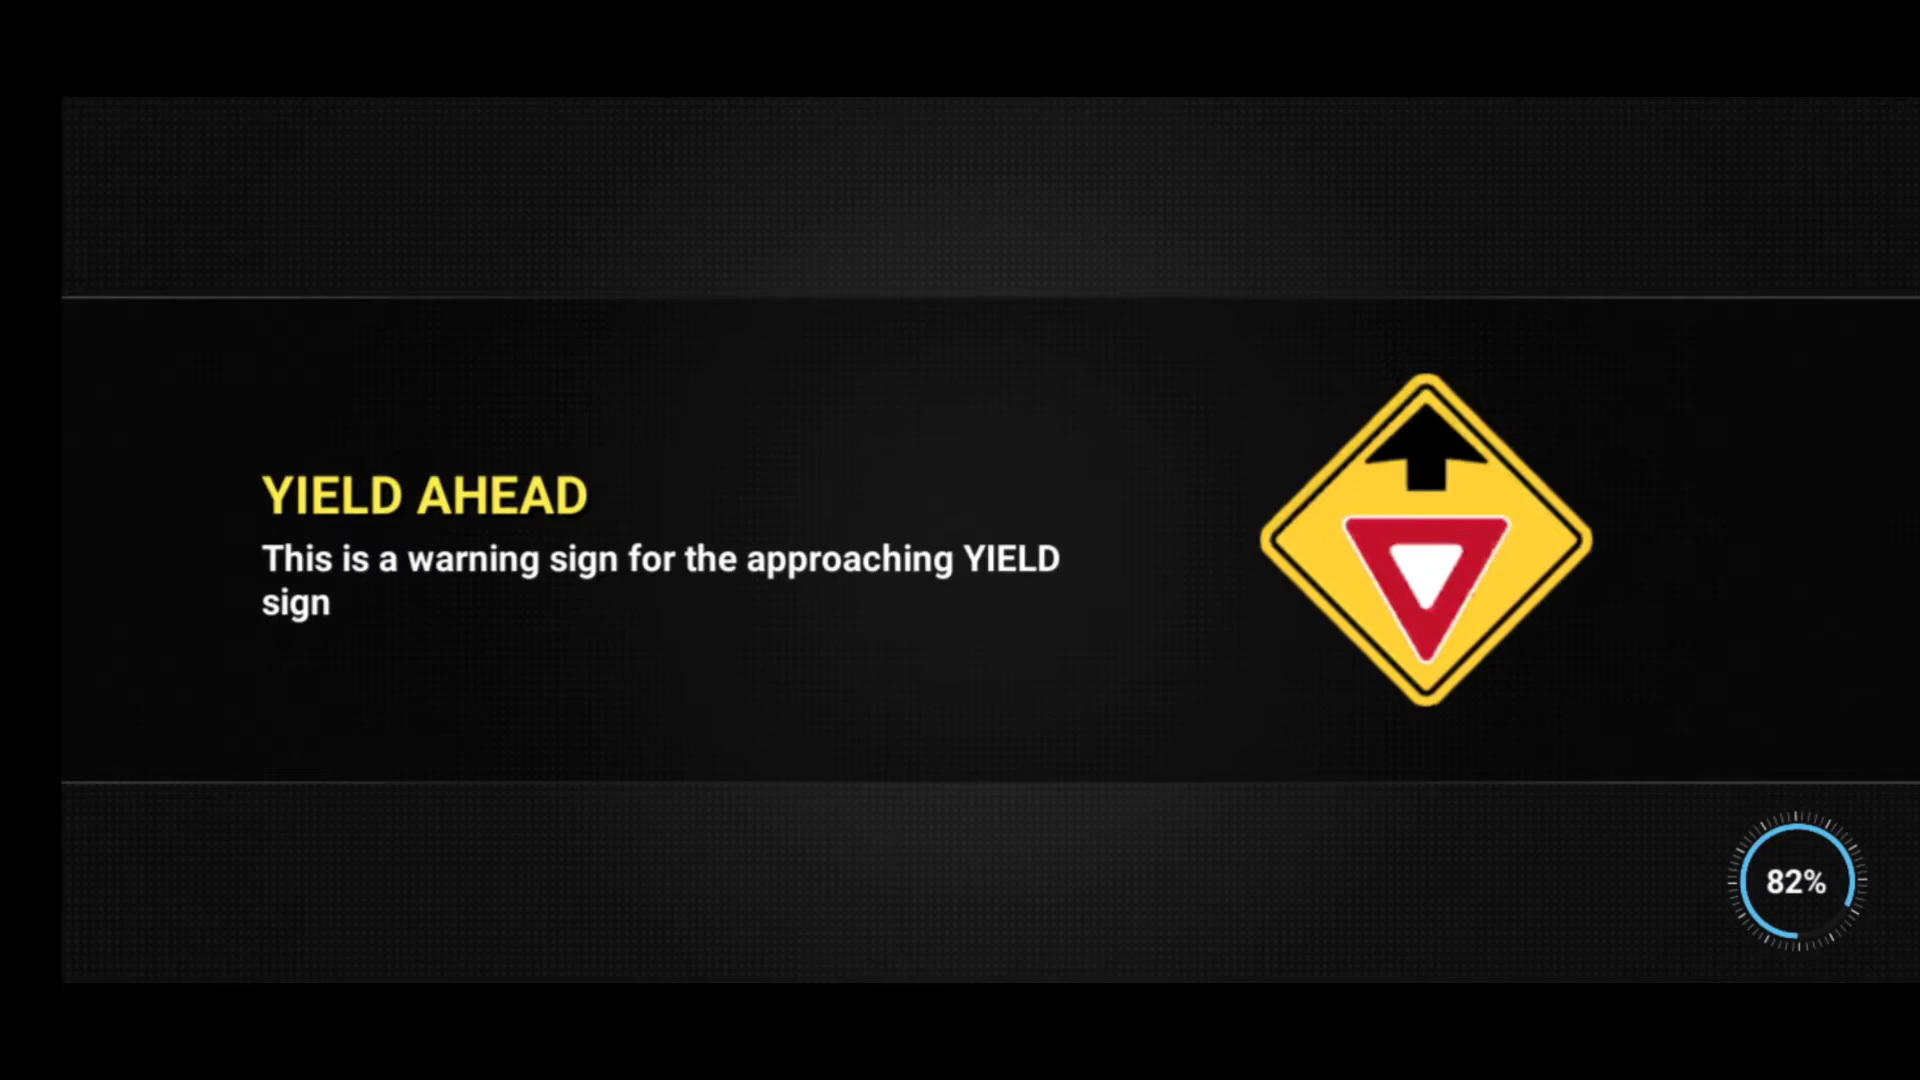 YIELD AHEAD
This is a warning sign for the approaching YIELD
sign
82%